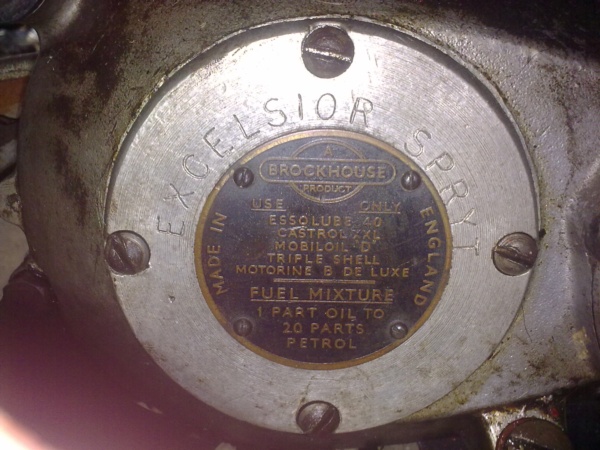 EXCELSIOR SPRYT
A
BROCKHOUSE
PRODUCT
USE ONLY
ESSOLUBE 40
CASTROL XXL
MOBILOIL "D"
TRIPLE SHELL
MOTORINE B DE LUXE
FUEL MIXTURE
1 PART OIL TO
20 PARTS
PETROL
MADE IN ENGLAND